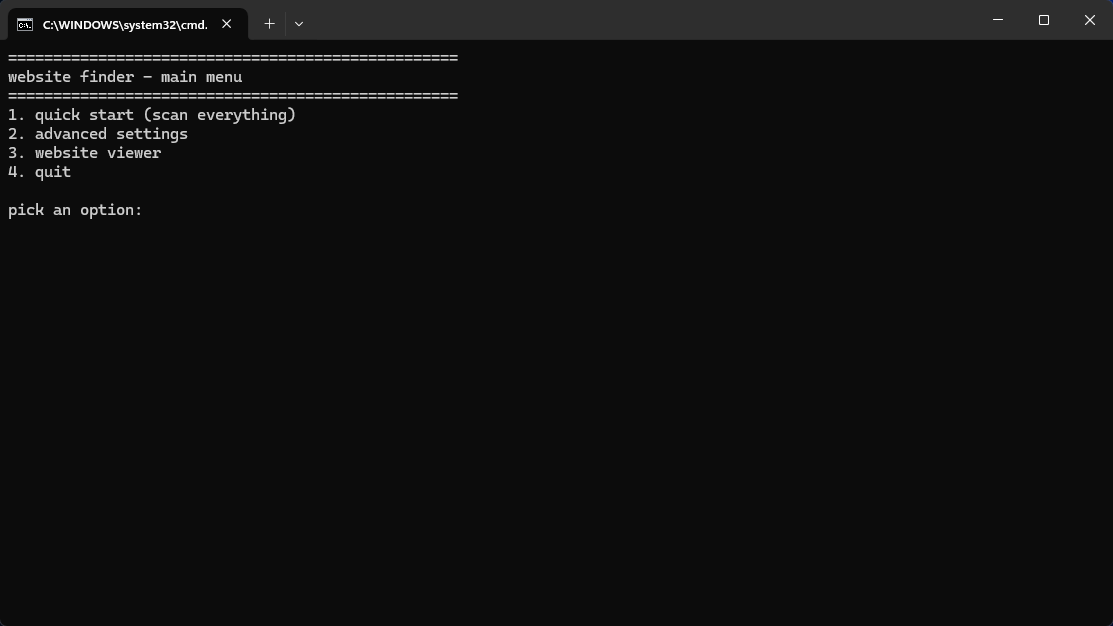 C:\WINDOWS\system32\cmd.
==================================================
website finder - main menu
==================================================
1. quick start (scan everything)
2. advanced settings
3. website viewer
4. quit
pick an option: